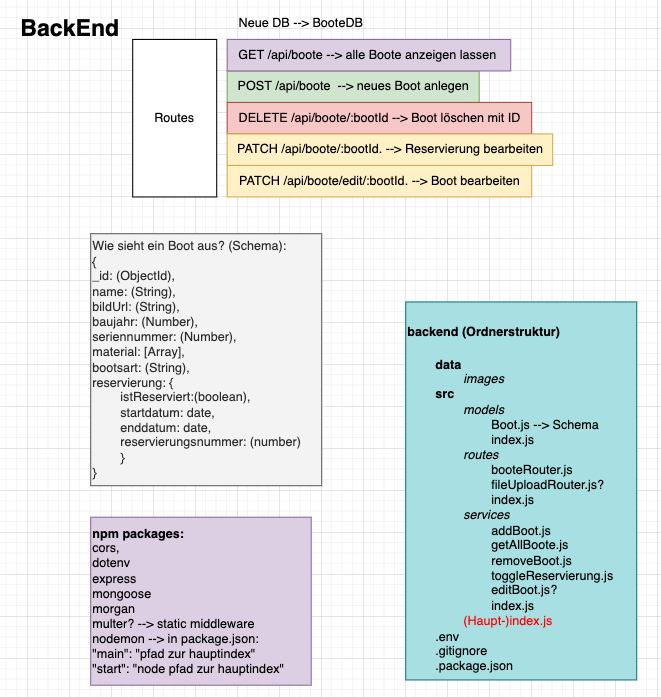 BackEnd
Neue DB --> BooteDB
Routes
GET /api/boote --> alle Boote anzeigen lassen
POST /api/boote --> neues Boot anlegen
DELETE /api/boote/:bootId --> Boot löschen mit ID
PATCH /api/boote/:bootId. --> Reservierung bearbeiten
PATCH /api/boote/edit/:bootId. --> Boot bearbeiten
Wie sieht ein Boot aus? (Schema):
{
_id: (ObjectId),
name: (String),
bildUrl: (String),
baujahr: (Number),
seriennummer: (Number),
material: [Array],
bootsart: (String),
reservierung: {
istReserviert:(boolean),
startdatum: date,
enddatum: date,
reservierungsnummer: (number)
}
}
npm packages:
cors,
dotenv
express
mongoose
morgan
multer? --> static middleware
nodemon --> in package.json:
"main": "pfad zur hauptindex"
"start": "node pfad zur hauptindex"
backend (Ordnerstruktur)
data
images
src
models
Boot.js --> Schema
index.js
routes
booteRouter.js
fileUploadRouter.js?
index.js
services
addBoot.js
getAllBoote.js
removeBoot.js
toggleReservierung.js
editBoot.js?
index.js
(Haupt-)index.js
.env
.gitignore
.package.json